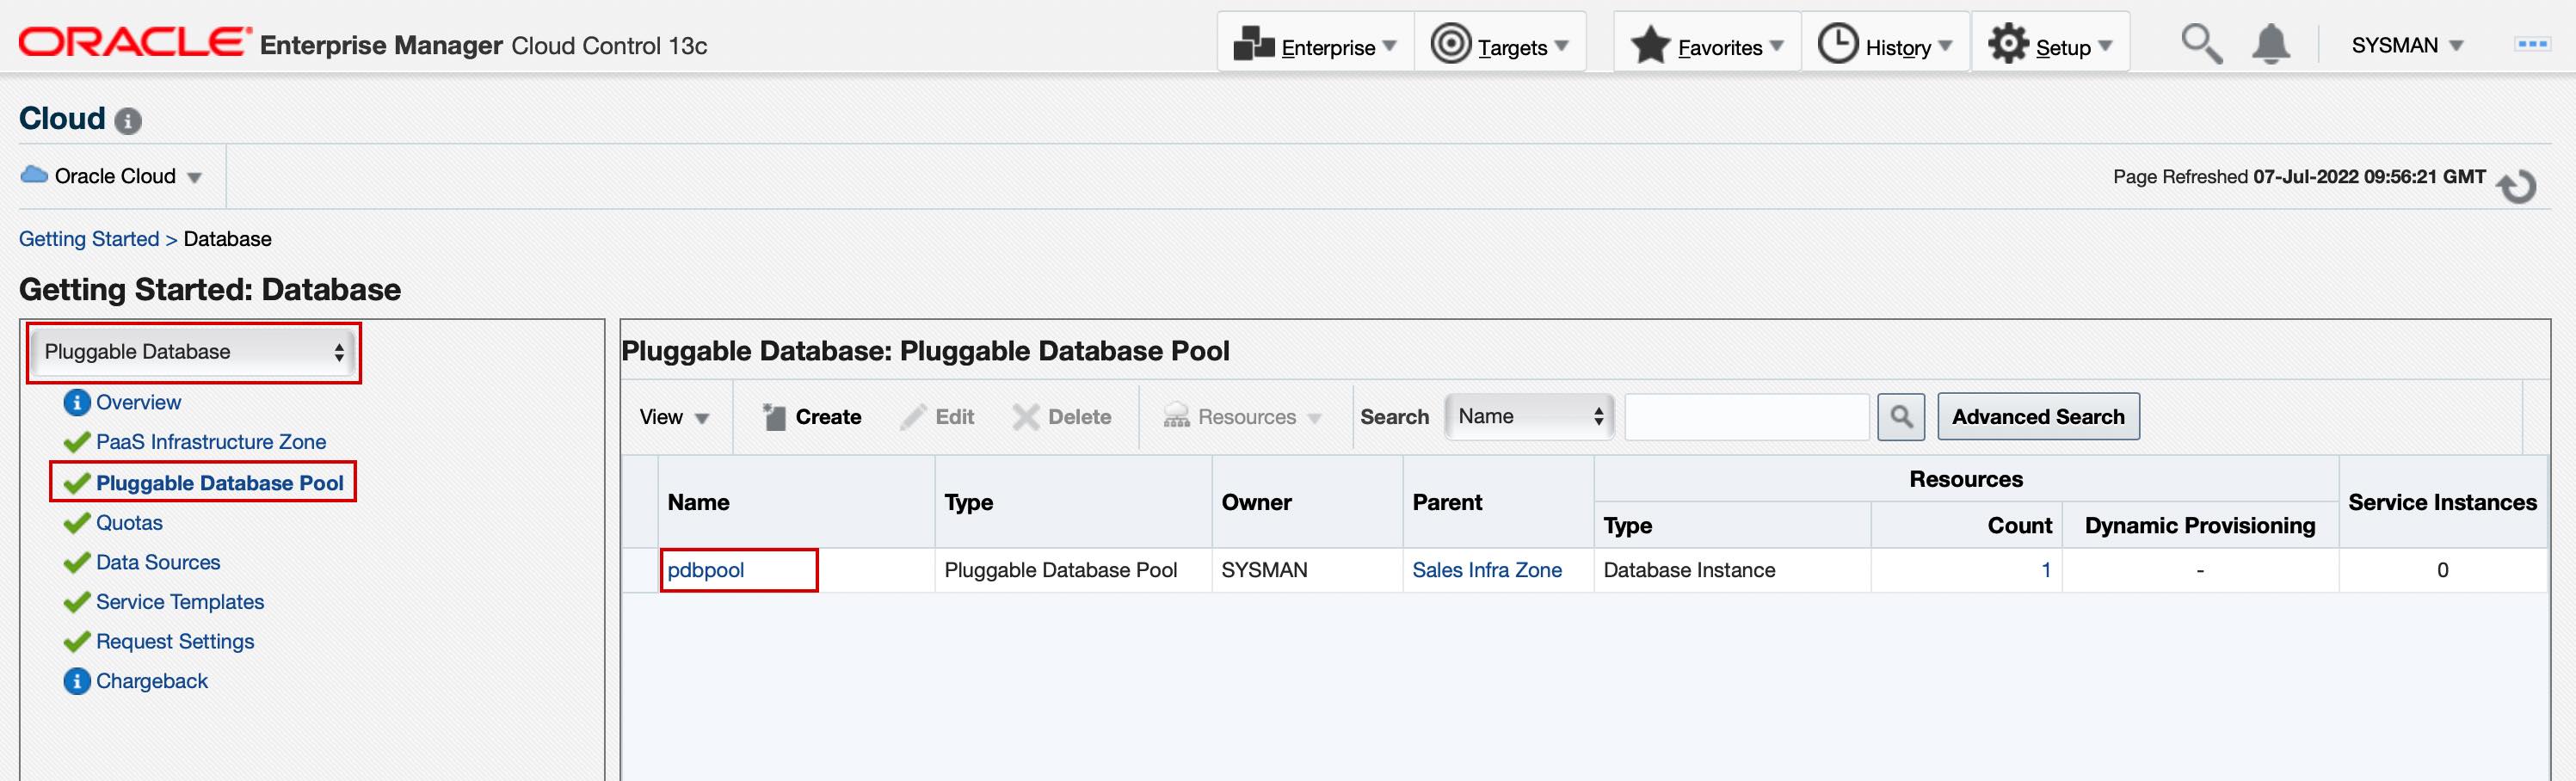 ORACLE® Enterprise Manager Cloud Control 13c
Enterprise
Targets
Favorites
History
Setup
SYSMAN
Cloud
Oracle Cloud
Page Refreshed 07-Jul-2022 09:56:21 GMT
Getting Started > Database
Getting Started: Database
Pluggable Database
Overview
PaaS Infrastructure Zone
Pluggable Database Pool
Quotas
Data Sources
Service Templates
Request Settings
Chargeback
Pluggable Database: Pluggable Database Pool
View Create Edit Delete Resources Search Name Advanced Search
Name Type Owner Parent Resources Service Instances
Type Count Dynamic Provisioning
pdbpool Pluggable Database Pool SYSMAN Sales Infra Zone Database Instance 1 - 0